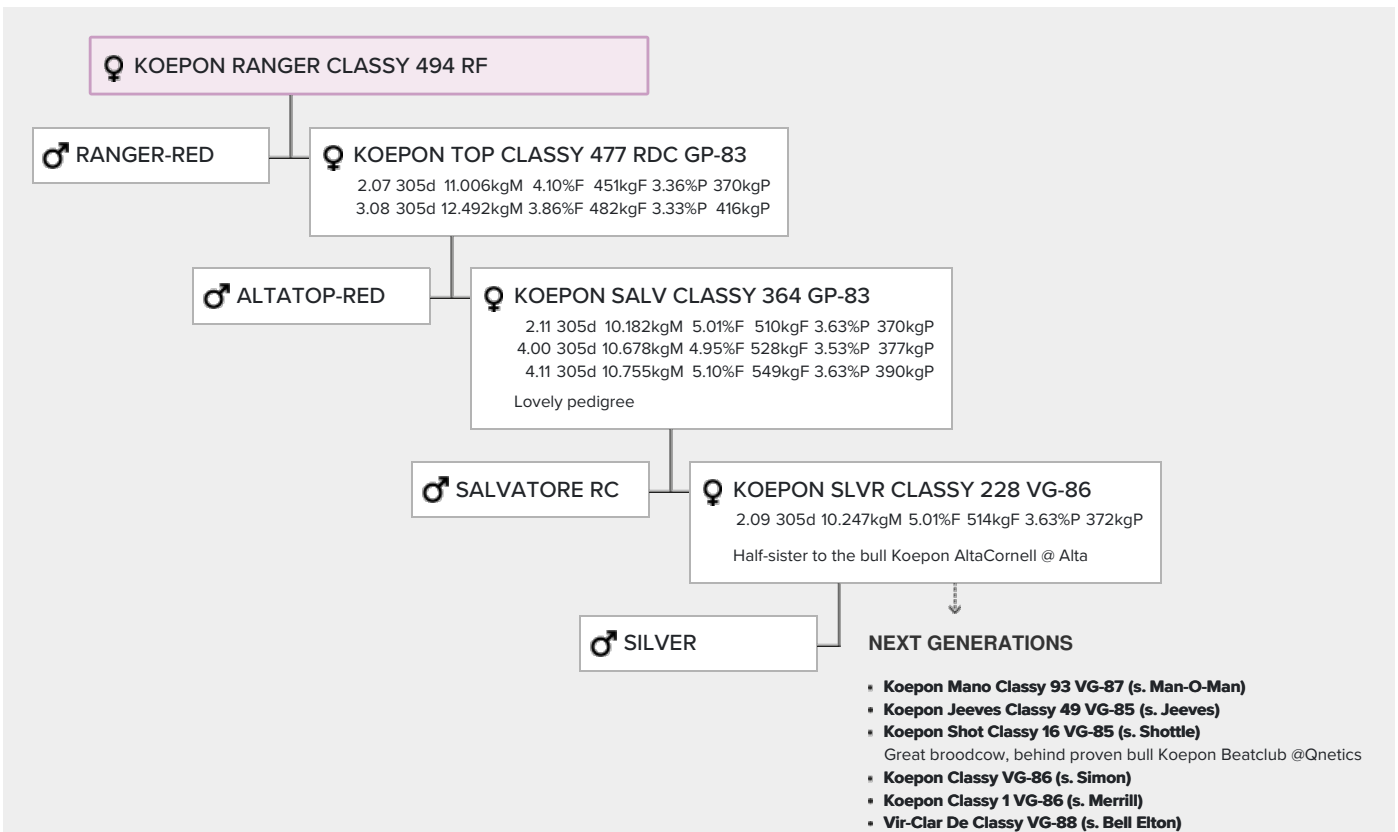 KOEPON RANGER CLASSY 494 RF
RANGER-RED
KOEPON TOP CLASSY 477 RDC GP-83
2.07 305d 11.006kgM 4.10%F 451kgF 3.36%P 370kgP
3.08 305d 12.492kgM 3.86%F 482kgF 3.33%P 416kgP
ALTATOP-RED
KOEPON SALV CLASSY 364 GP-83
2.11 305d 10.182kgM 5.01%F 510kgF 3.63%P 370kgP
4.00 305d 10.678kgM 4.95%F 528kgF 3.53%P 377kgP
4.11 305d 10.755kgM 5.10%F 549kgF 3.63%P 390kgP
Lovely pedigree
SALVATORE RC
KOEPON SLVR CLASSY 228 VG-86
2.09 305d 10.247kgM 5.01%F 514kgF 3.63%P 372kgP
Half-sister to the bull Koepon AltaCornell @ Alta
SILVER
NEXT GENERATIONS
• Koepon Mano Classy 93 VG-87 (s. Man-O-Man)
• Koepon Jeeves Classy 49 VG-85 (s. Jeeves)
• Koepon Shot Classy 16 VG-85 (s. Shottle)
Great broodcow, behind proven bull Koepon Beatclub @Qnetics
• Koepon Classy VG-86 (s. Simon)
• Koepon Classy 1 VG-86 (s. Merrill)
• Vir-Clar De Classy VG-88 (s. Bell Elton)